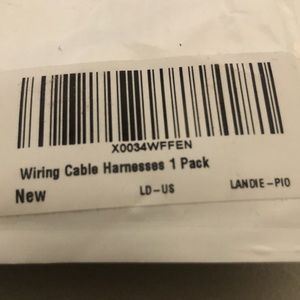 X0034WFFEN
Wiring Cable Harnesses 1 Pack
New LD-US LANDIE-PIO